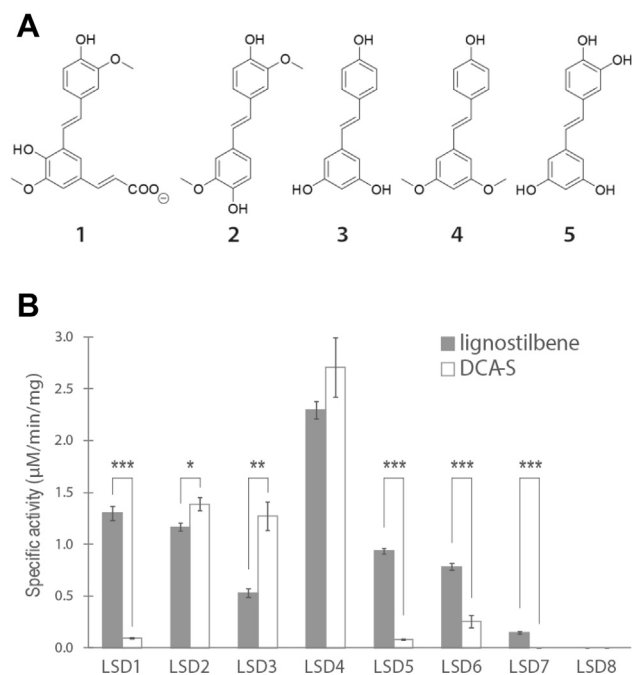 A
OH
O
HO
O
COO⊖
1
OH
O
O
OH
2
OH
HO
OH
3
OH
O
O
4
OH
OH
HO
OH
5
B
Specific activity (µM/min/mg)
3.0
2.5
2.0
1.5
1.0
0.5
0.0
lignostilbene
DCA-S
***
*
**
***
***
***
LSD1
LSD2
LSD3
LSD4
LSD5
LSD6
LSD7
LSD8